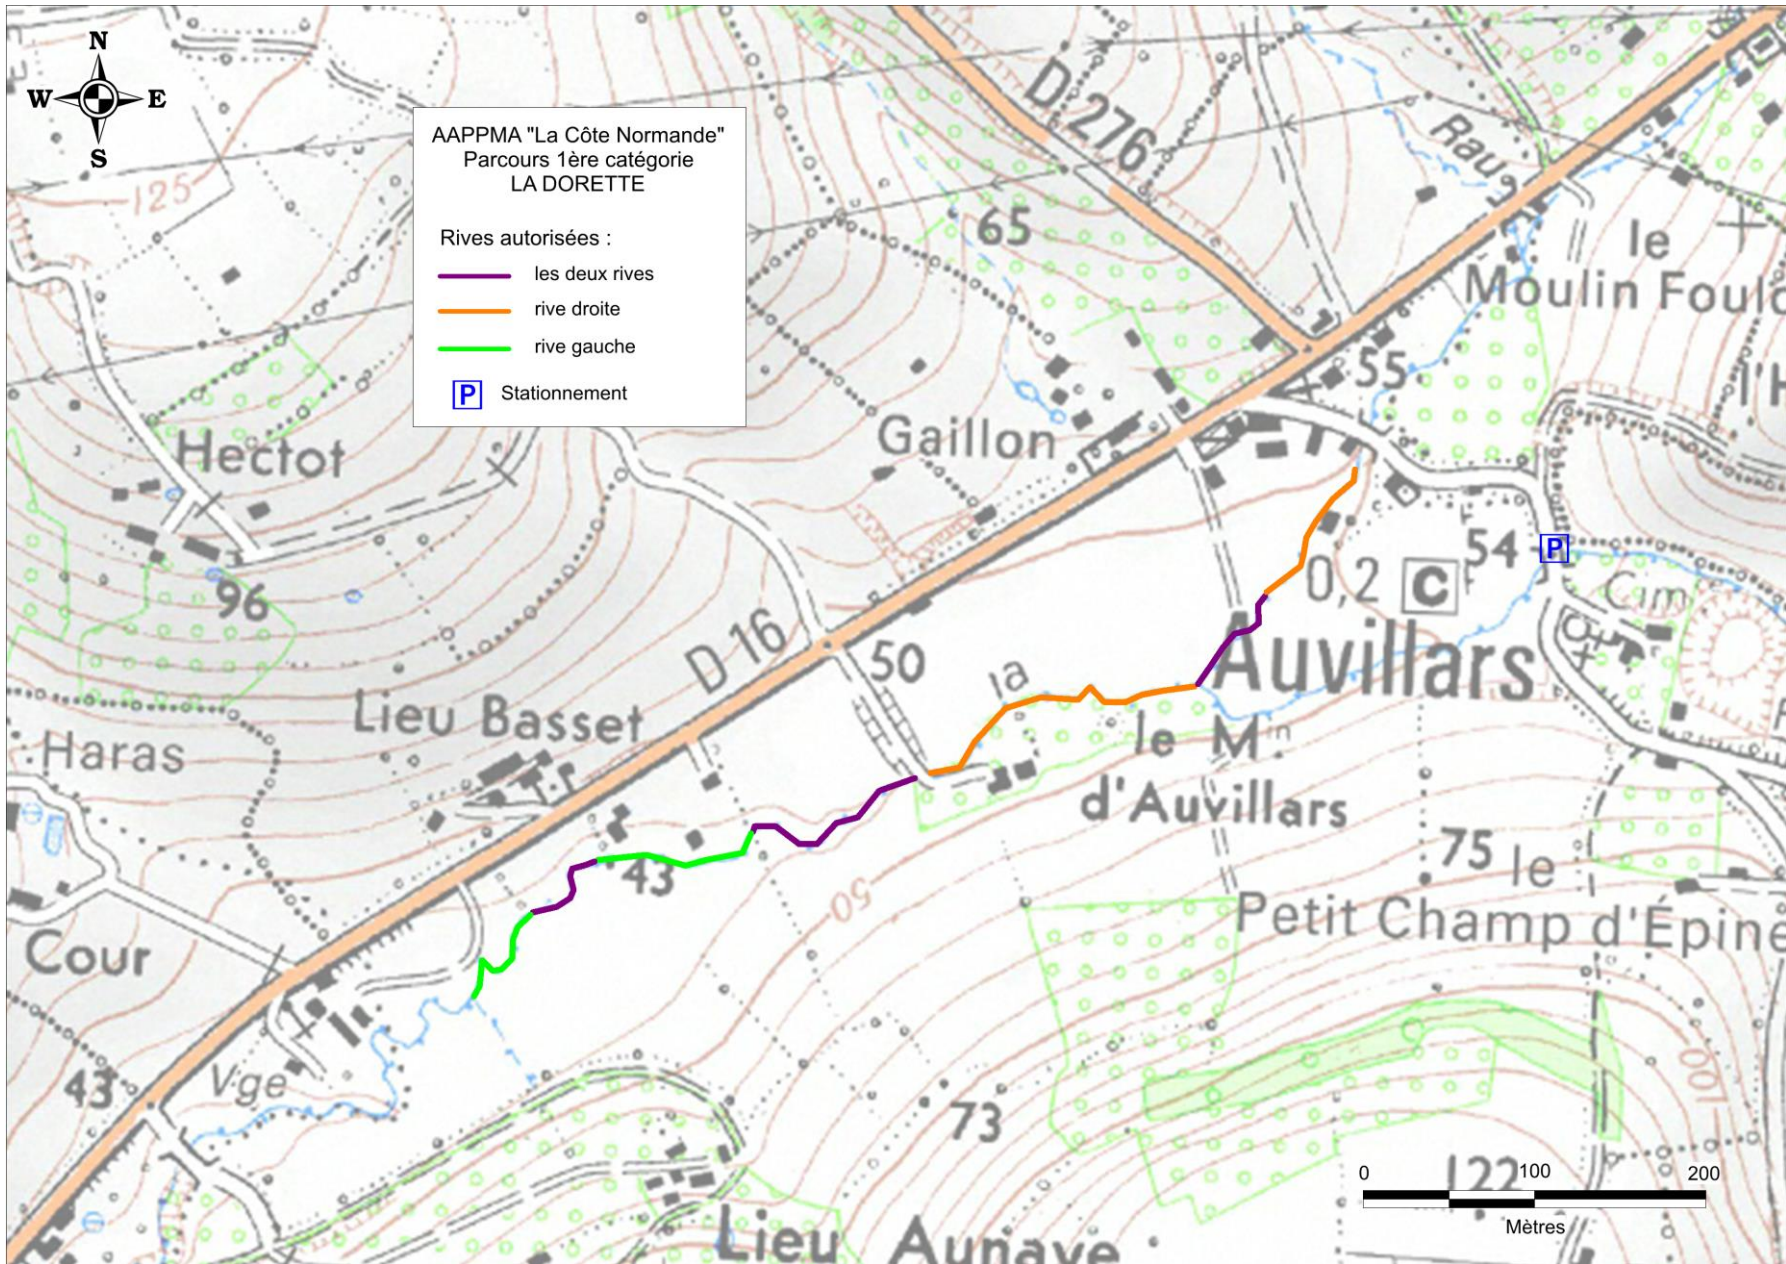 N
W E
S
AAPPMA "La Côte Normande"
Parcours 1ère catégorie
LA DORETTE
Rives autorisées :
les deux rives
rive droite
rive gauche
P Stationnement
125
D 276
Rau
65
le
Moulin Foulo
55
l'H
Gaillon
Hectot
96
54
P
0,2 C
Cim
D 16
50
la
Auvillars
Lieu Basset
Haras
le Min
d'Auvillars
43
75
le
Petit Champ d'Épine
50
Cour
43
Vge
73
100
122
0 100 200
Mètres
Lieu Aunaye